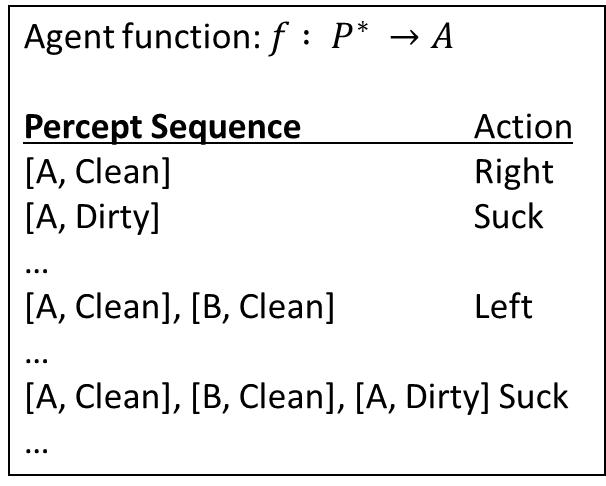 Agent function: f : P* → A
Percept Sequence Action
[A, Clean] Right
[A, Dirty] Suck
...
[A, Clean], [B, Clean] Left
...
[A, Clean], [B, Clean], [A, Dirty] Suck
...